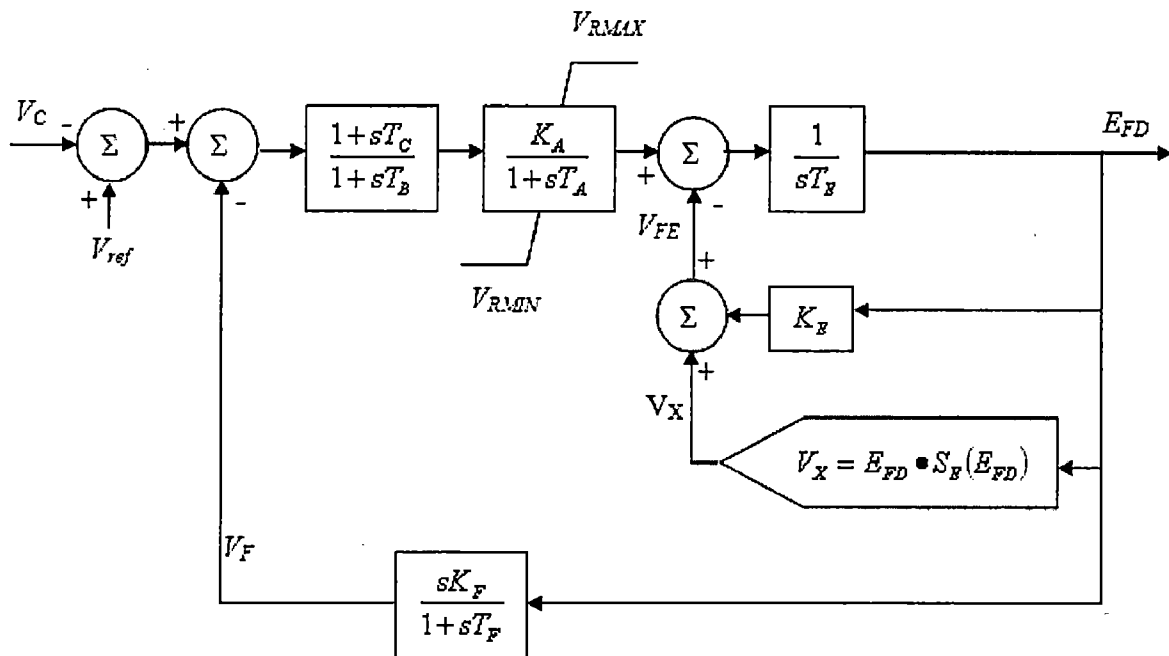 V_RMAX
V_C
-
Σ
+
V_ref
+
Σ
-
1+sT_C
1+sT_B
K_A
1+sT_A
V_RMIN
+
Σ
-
V_FE
1
sT_E
E_FD
+
Σ
+
K_E
V_X
V_X = E_FD • S_E(E_FD)
V_F
sK_F
1+sT_F